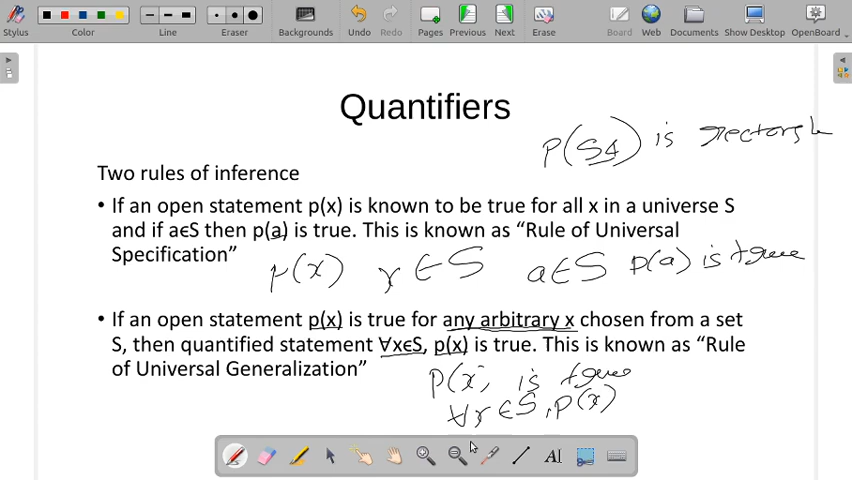 Stylus Color Line Eraser Backgrounds Undo Redo Pages Previous Next Erase Board Web Documents Show Desktop OpenBoard
Quantifiers
P(S4) is
Two rules of inference
• If an open statement p(x) is known to be true for all x in a universe S
and if aϵS then p(a) is true. This is known as “Rule of Universal
Specification”
p(x) x ∈ S a ∈ S p(a) is true
• If an open statement p(x) is true for any arbitrary x chosen from a set
S, then quantified statement ∀xϵS, p(x) is true. This is known as “Rule
of Universal Generalization”
P(x) is true
∀x ∈ S, P(x)